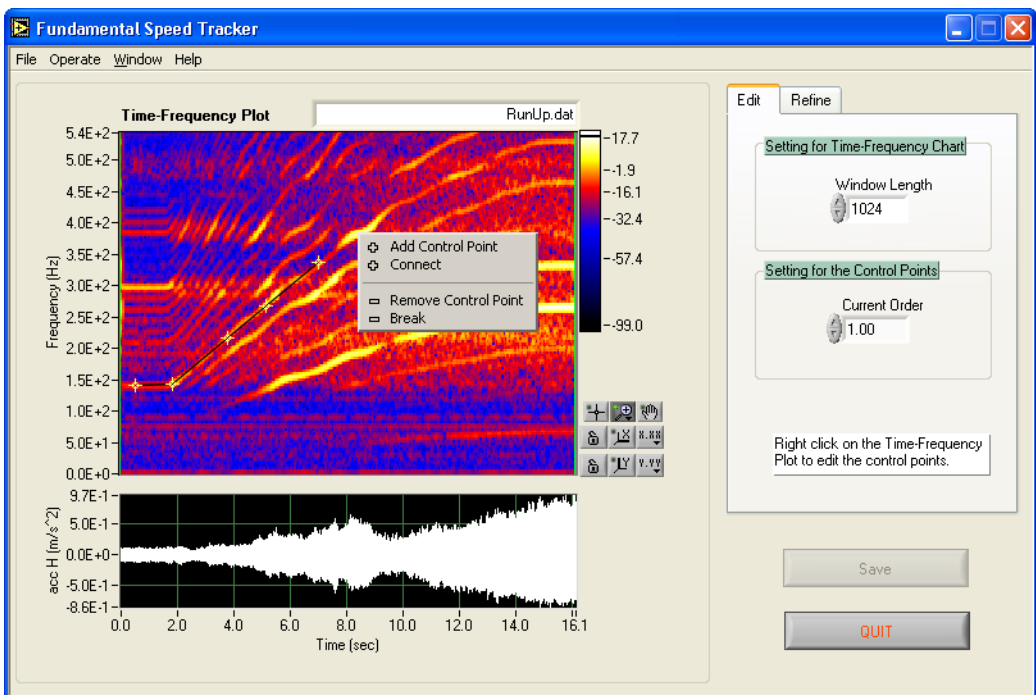 Fundamental Speed Tracker
File Operate Window Help
Time-Frequency Plot
RunUp.dat
5.4E+2
5.0E+2
4.5E+2
4.0E+2
3.5E+2
3.0E+2
2.5E+2
2.0E+2
1.5E+2
1.0E+2
5.0E+1
0.0E+0
Frequency (Hz)
-17.7
-1.9
-16.1
-32.4
-57.4
-99.0
Add Control Point
Connect
Remove Control Point
Break
X X.XX
Y Y.YY
9.7E-1
5.0E-1
0.0E+0
-5.0E-1
-8.6E-1
acc H (m/s^2)
0.0 2.0 4.0 6.0 8.0 10.0 12.0 14.0 16.1
Time (sec)
Edit Refine
Setting for Time-Frequency Chart
Window Length
1024
Setting for the Control Points
Current Order
1.00
Right click on the Time-Frequency
Plot to edit the control points.
Save
QUIT